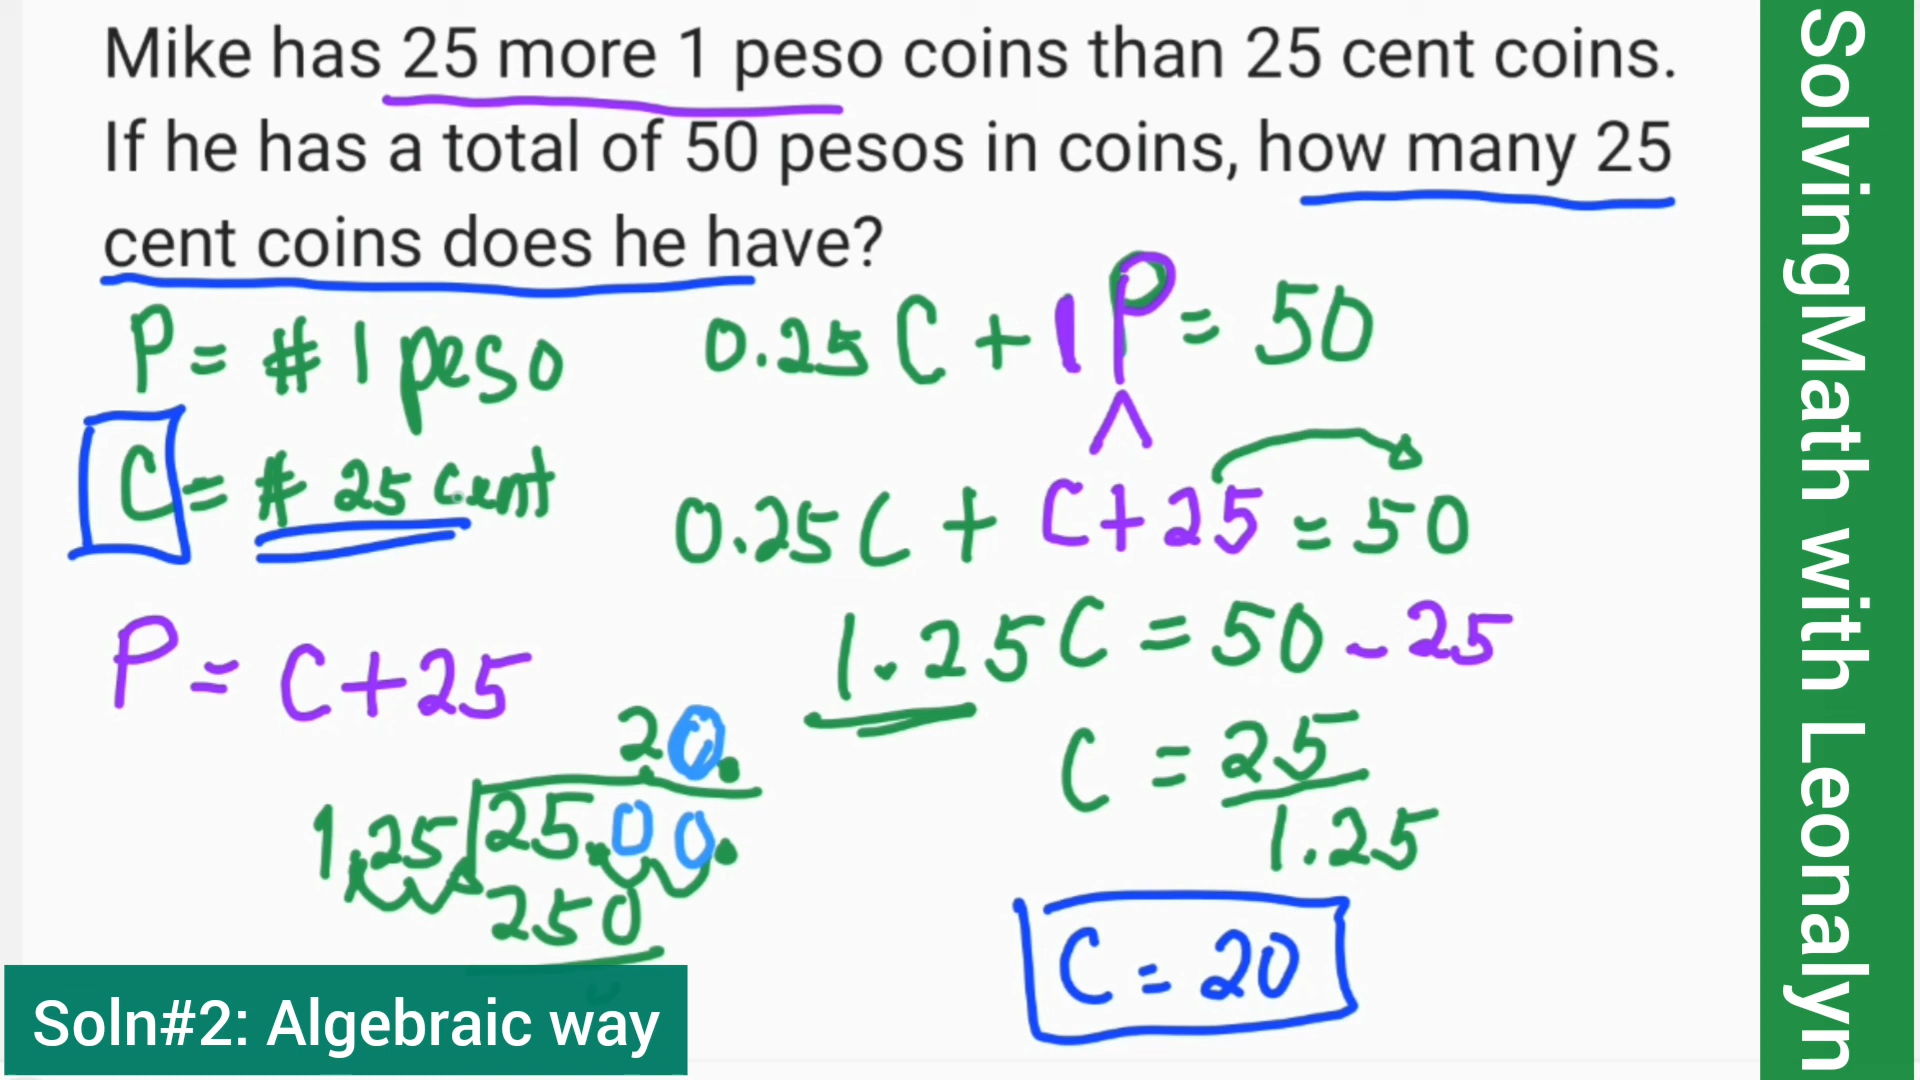 Mike has 25 more 1 peso coins than 25 cent coins.
If he has a total of 50 pesos in coins, how many 25
cent coins does he have?
P = # 1 peso
C = # 25 cent
P = C+25
0.25 C + 1P = 50
0.25 C + C+25 = 50
1.25 C = 50 - 25
C = 25
1.25
C = 20
20.
1.25 25.00.
250
0
Soln#2: Algebraic way
SolvingMath with Leonalyn